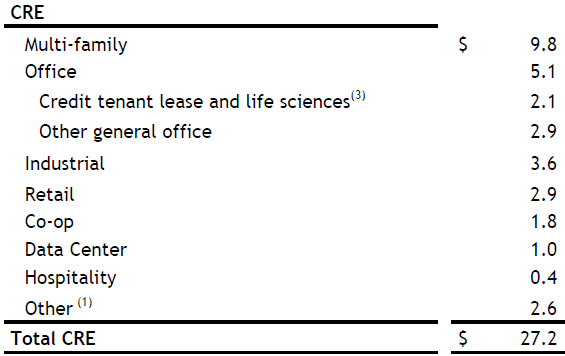 CRE
Multi-family $ 9.8
Office 5.1
Credit tenant lease and life sciences(3) 2.1
Other general office 2.9
Industrial 3.6
Retail 2.9
Co-op 1.8
Data Center 1.0
Hospitality 0.4
Other (1) 2.6
Total CRE $ 27.2